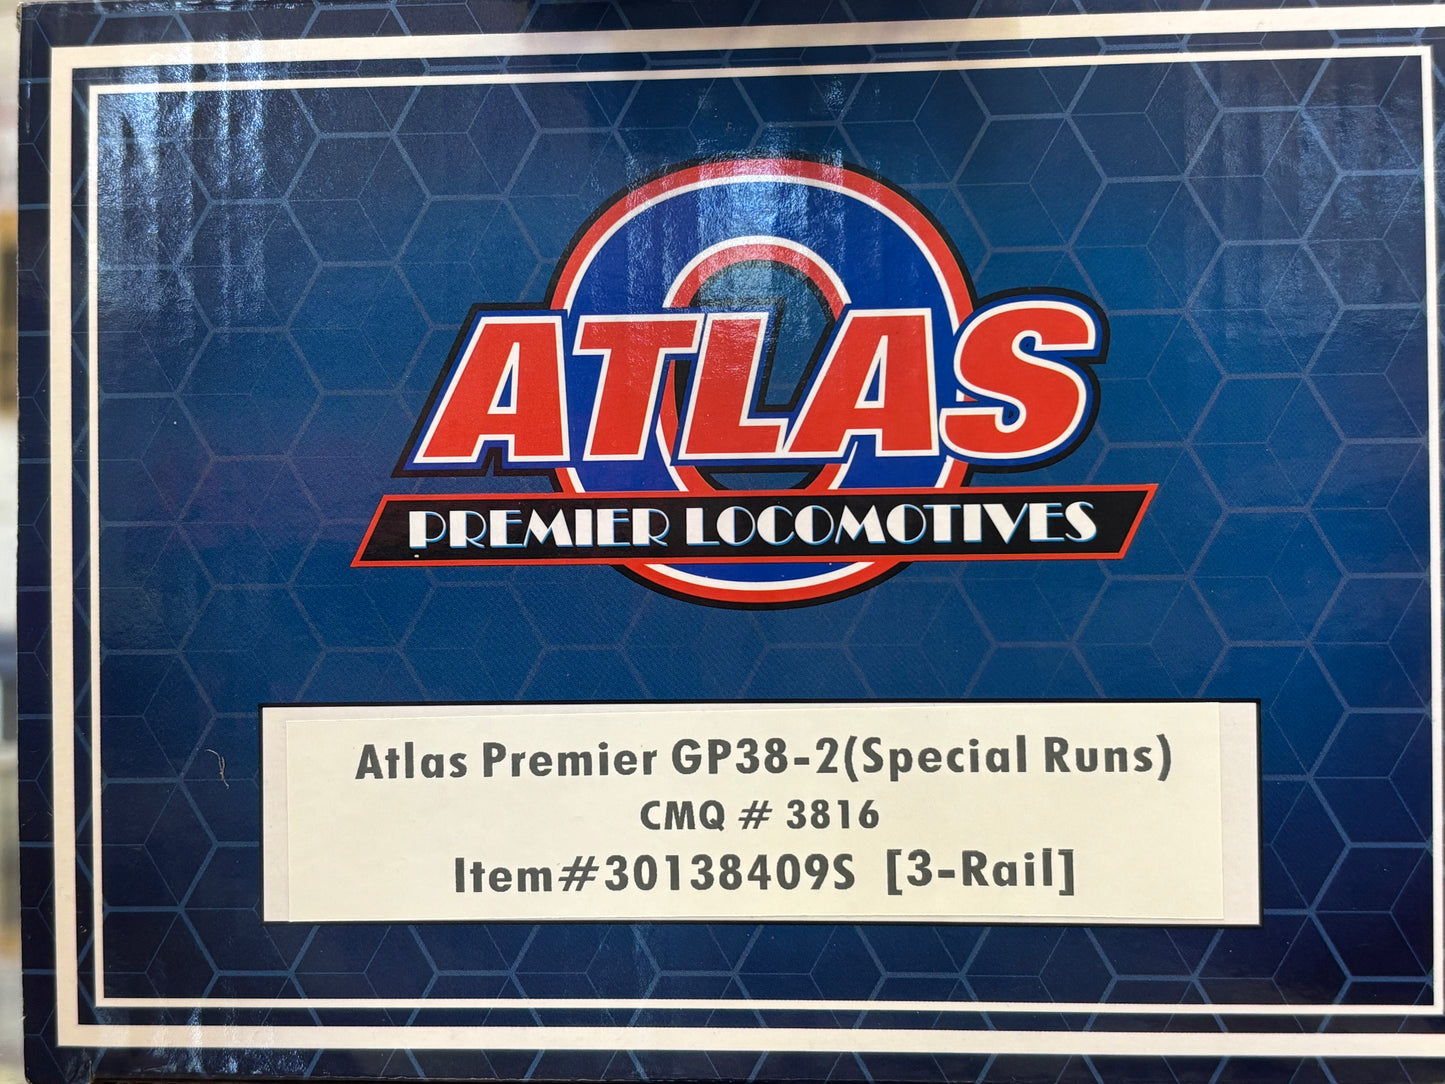 ATLAS
PREMIER LOCOMOTIVES
Atlas Premier GP38-2(Special Runs)
CMQ # 3816
Item#30138409S [3-Rail]